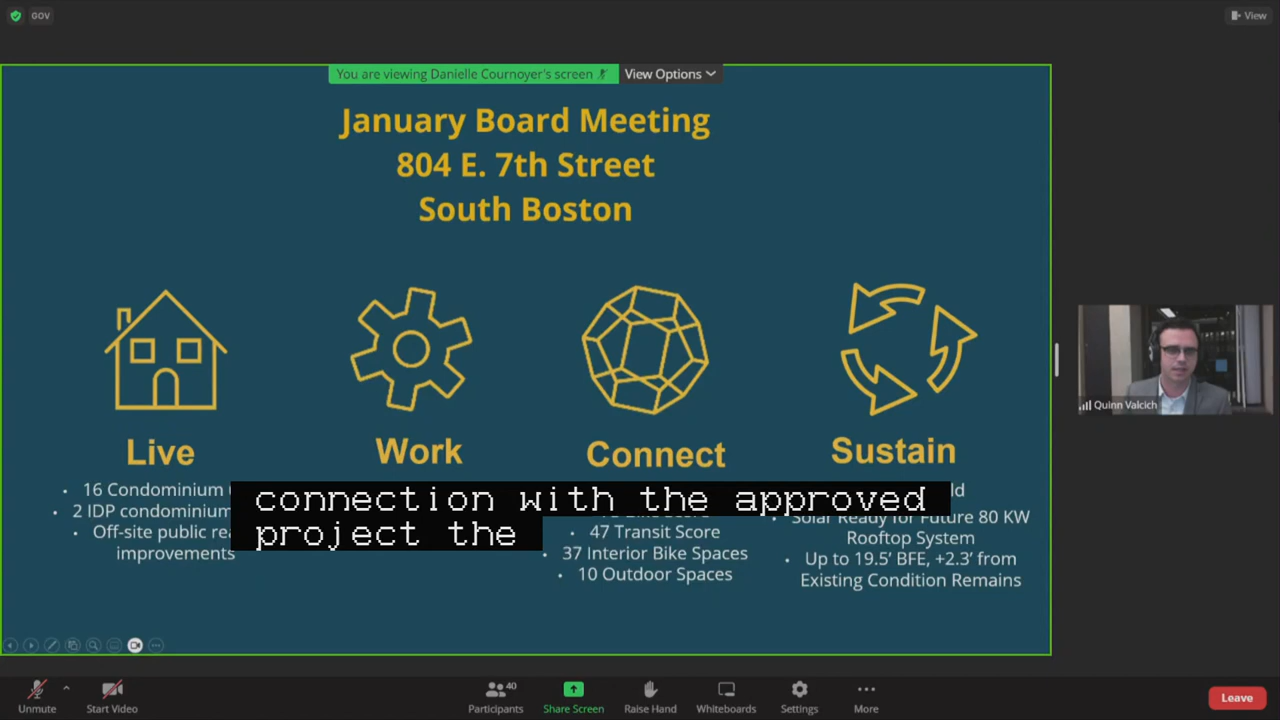 GOV
View
You are viewing Danielle Cournoyer's screen
View Options
January Board Meeting
804 E. 7th Street
South Boston
Live
Work
Connect
Sustain
• 16 Condominium
• 2 IDP condominium
• Off-site public
improvements
connection with the approved
project the
• 47 Transit Score
• 37 Interior Bike Spaces
• 10 Outdoor Spaces
• Solar Ready for Future 80 KW
Rooftop System
• Up to 19.5' BFE, +2.3' from
Existing Condition Remains
Quinn Valcich
Unmute
Start Video
Participants
40
Share Screen
Raise Hand
Whiteboards
Settings
More
Leave